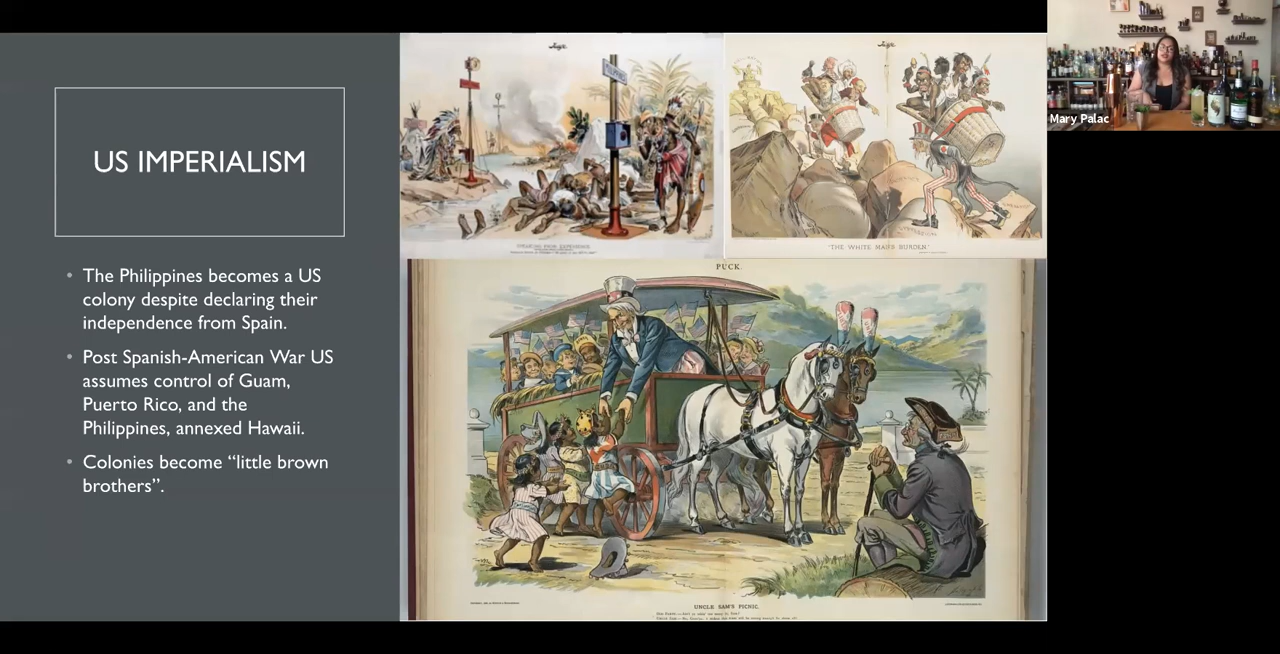 US IMPERIALISM
• The Philippines becomes a US
colony despite declaring their
independence from Spain.
• Post Spanish-American War US
assumes control of Guam,
Puerto Rico, and the
Philippines, annexed Hawaii.
• Colonies become “little brown
brothers”.
Judge
Judge
"THE WHITE MAN'S BURDEN."
PUCK.
UNCLE SAM'S PICNIC.
Mary Palac